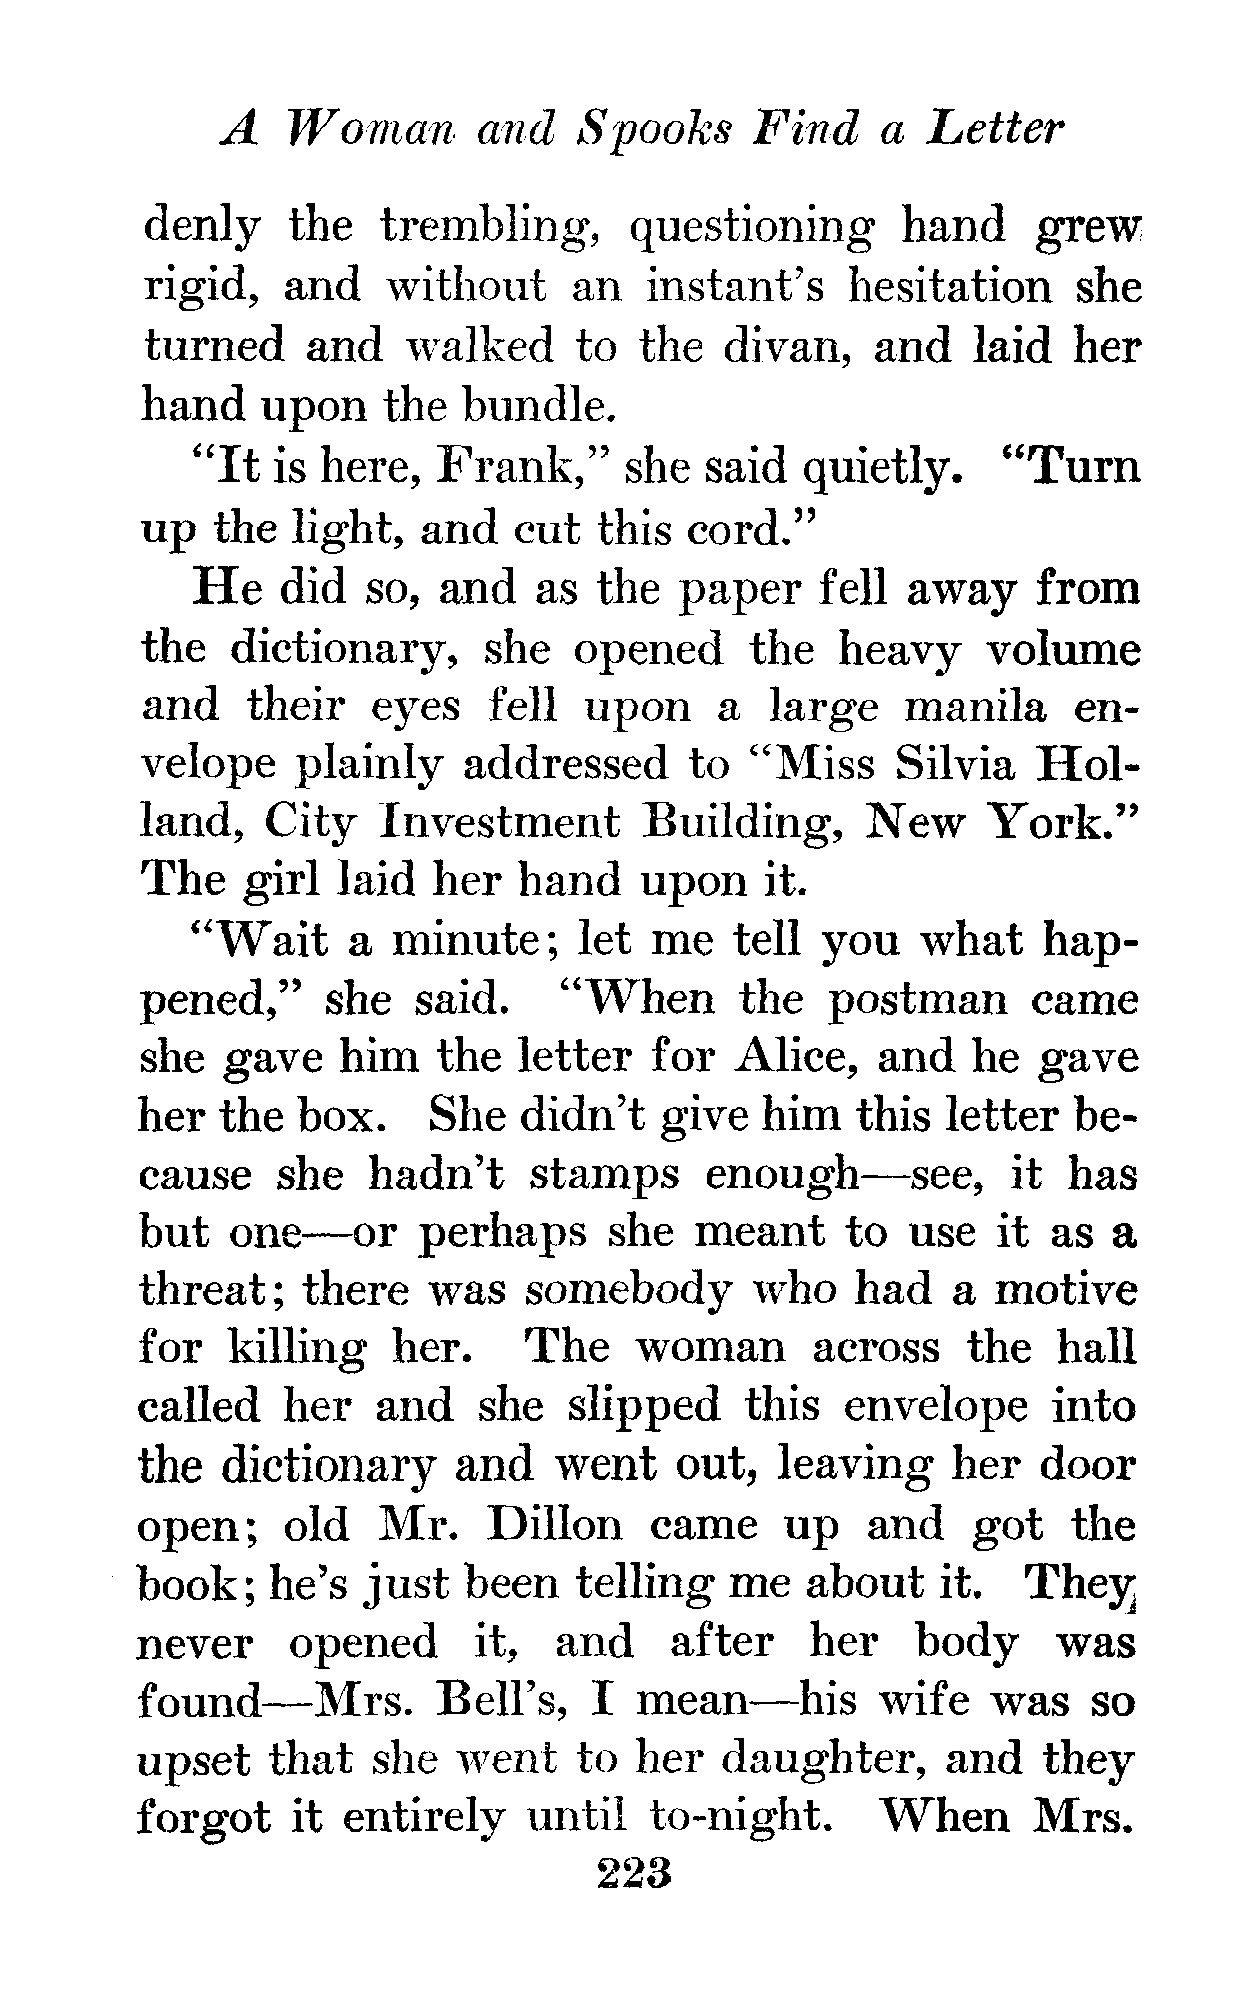 A Woman and Spooks Find a Letter
denly the trembling, questioning hand grew
rigid, and without an instant's hesitation she
turned and walked to the divan, and laid her
hand upon the bundle.
"It is here, Frank," she said quietly. "Turn
up the light, and cut this cord."
He did so, and as the paper fell away from
the dictionary, she opened the heavy volume
and their eyes fell upon a large manila en-
velope plainly addressed to "Miss Silvia Hol-
land, City Investment Building, New York."
The girl laid her hand upon it.
"Wait a minute; let me tell you what hap-
pened," she said. "When the postman came
she gave him the letter for Alice, and he gave
her the box. She didn't give him this letter be-
cause she hadn't stamps enough—see, it has
but one—or perhaps she meant to use it as a
threat; there was somebody who had a motive
for killing her. The woman across the hall
called her and she slipped this envelope into
the dictionary and went out, leaving her door
open; old Mr. Dillon came up and got the
book; he's just been telling me about it. They
never opened it, and after her body was
found—Mrs. Bell's, I mean—his wife was so
upset that she went to her daughter, and they
forgot it entirely until to-night. When Mrs.
223